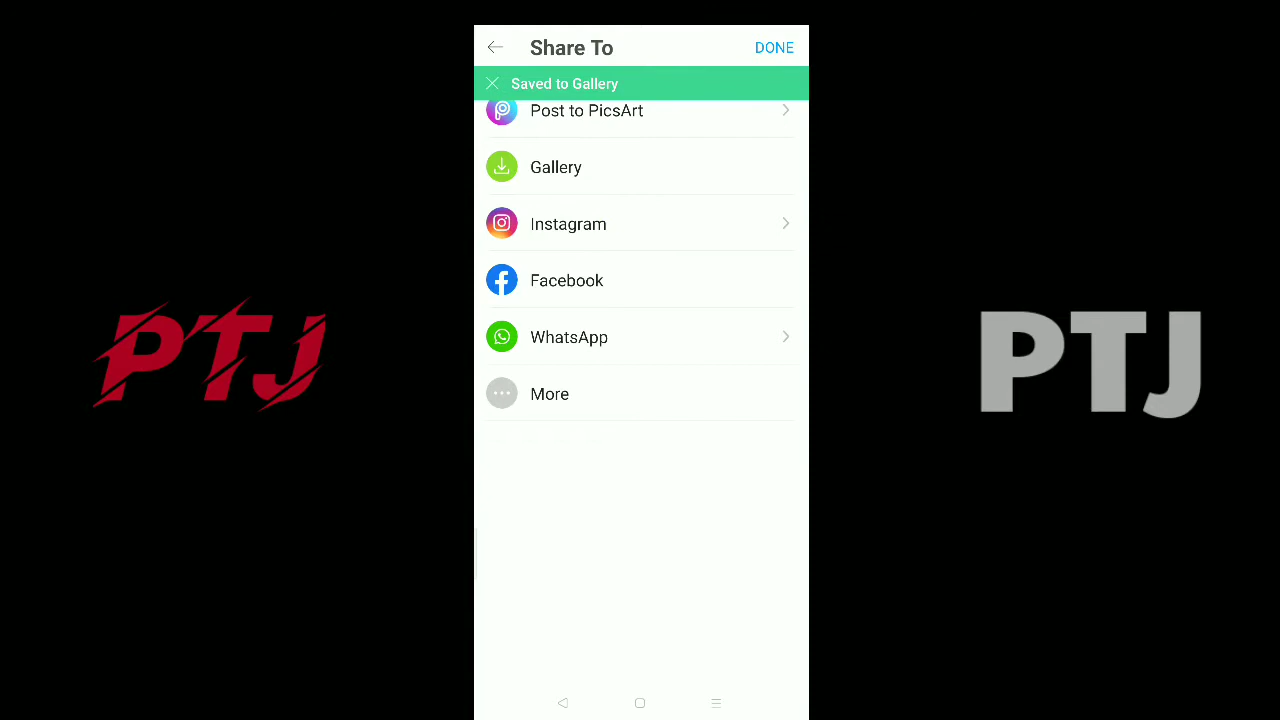 Share To
DONE
Saved to Gallery
Post to PicsArt
Gallery
Instagram
Facebook
WhatsApp
More
PTJ
PTJ